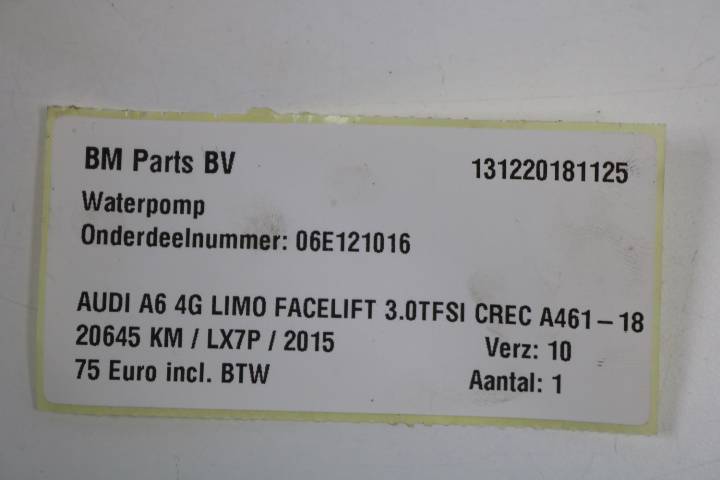 BM Parts BV 131220181125
Waterpomp
Onderdeelnummer: 06E121016
AUDI A6 4G LIMO FACELIFT 3.0TFSI CREC A461-18
20645 KM / LX7P / 2015 Verz: 10
75 Euro incl. BTW Aantal: 1